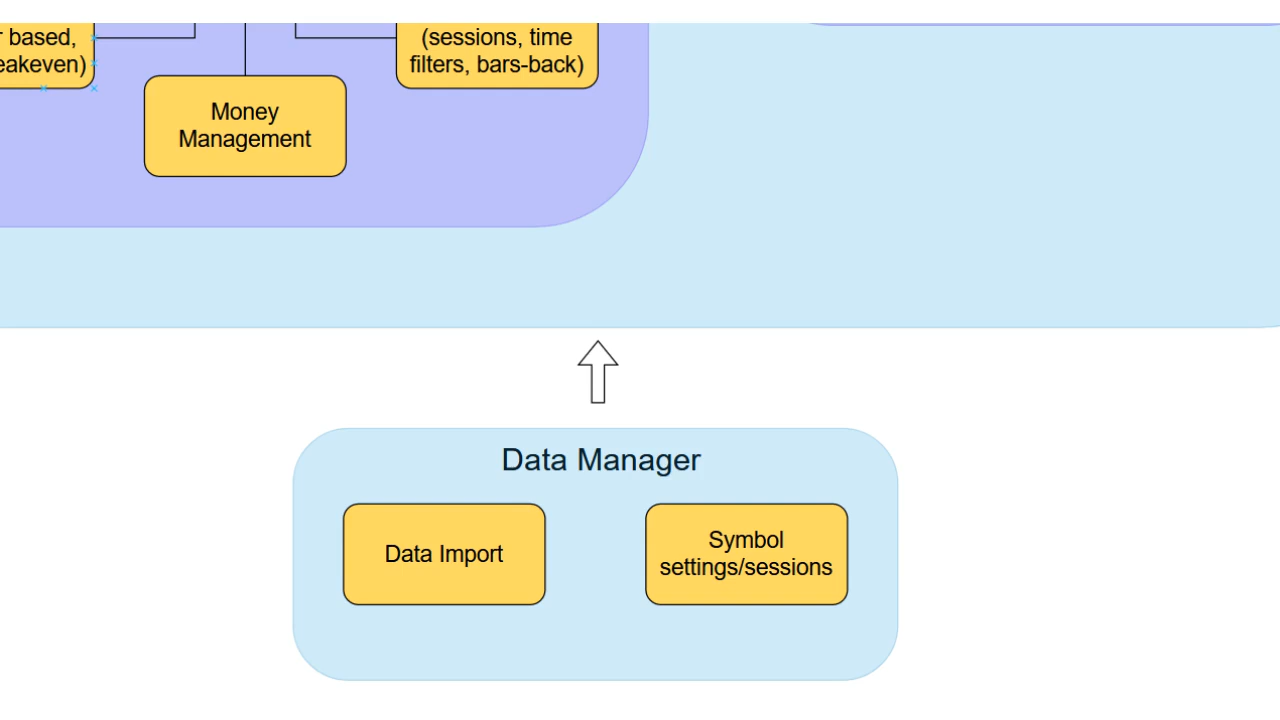 based,
eakeven)
(sessions, time
filters, bars-back)
Money
Management
Data Manager
Data Import
Symbol
settings/sessions